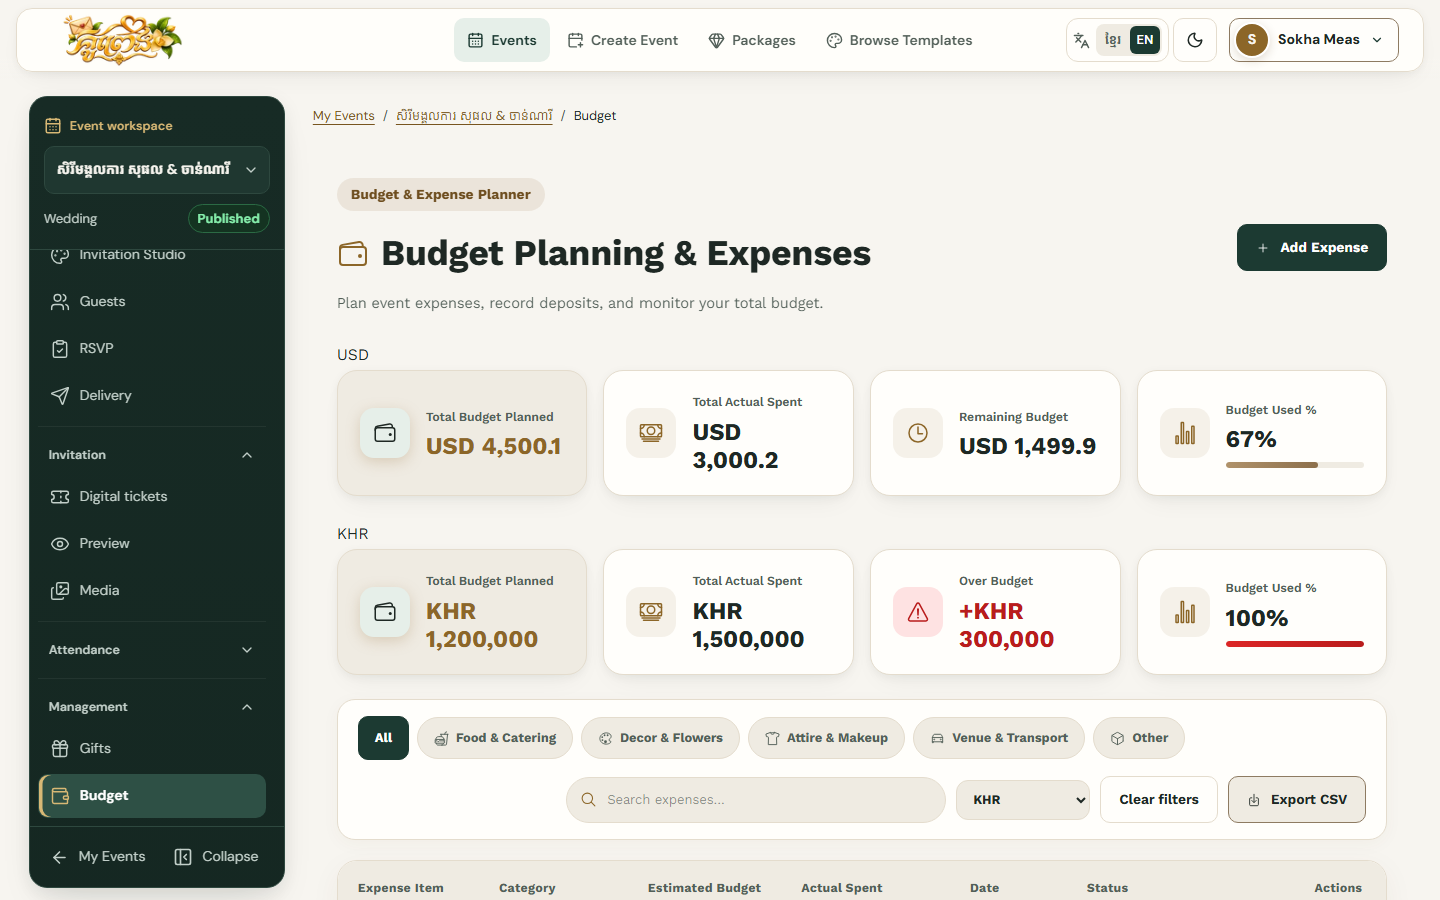 គូព្រេង
Events
Create Event
Packages
Browse Templates
ខ្មែរ
EN
S
Sokha Meas
Event workspace
សិរីមង្គលការ សុផល & ចាន់ណារី
Wedding
Published
Invitation Studio
Guests
RSVP
Delivery
Invitation
Digital tickets
Preview
Media
Attendance
Management
Gifts
Budget
My Events
Collapse
My Events / សិរីមង្គលការ សុផល & ចាន់ណារី / Budget
Budget & Expense Planner
Budget Planning & Expenses
+ Add Expense
Plan event expenses, record deposits, and monitor your total budget.
USD
Total Budget Planned
USD 4,500.1
Total Actual Spent
USD
3,000.2
Remaining Budget
USD 1,499.9
Budget Used %
67%
KHR
Total Budget Planned
KHR
1,200,000
Total Actual Spent
KHR
1,500,000
Over Budget
+KHR
300,000
Budget Used %
100%
All
Food & Catering
Decor & Flowers
Attire & Makeup
Venue & Transport
Other
Search expenses...
KHR
Clear filters
Export CSV
Expense Item
Category
Estimated Budget
Actual Spent
Date
Status
Actions